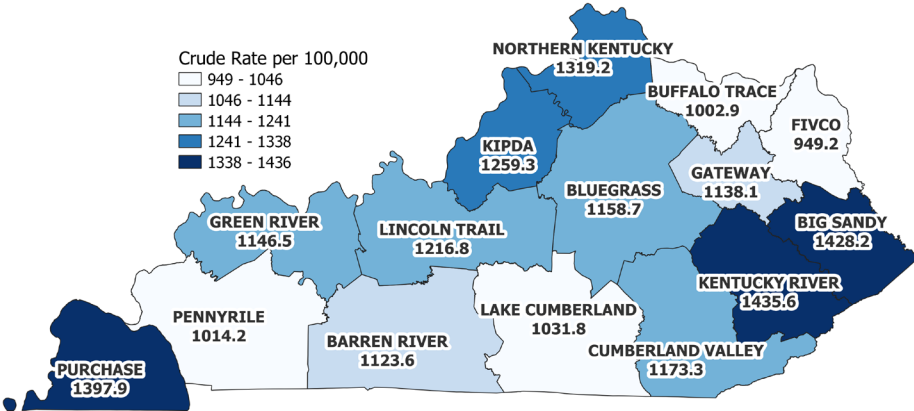 NORTHERN KENTUCKY
1319.2
Crude Rate per 100,000
949 - 1046
1046 - 1144
1144 - 1241
1241 - 1338
1338 - 1436
BUFFALO TRACE
1002.9
FIVCO
949.2
KIPDA
1259.3
GATEWAY
1138.1
BLUEGRASS
1158.7
GREEN RIVER
1146.5
LINCOLN TRAIL
1216.8
BIG SANDY
1428.2
KENTUCKY RIVER
1435.6
PENNYRILE
1014.2
LAKE CUMBERLAND
1031.8
BARREN RIVER
1123.6
CUMBERLAND VALLEY
1173.3
PURCHASE
1397.9